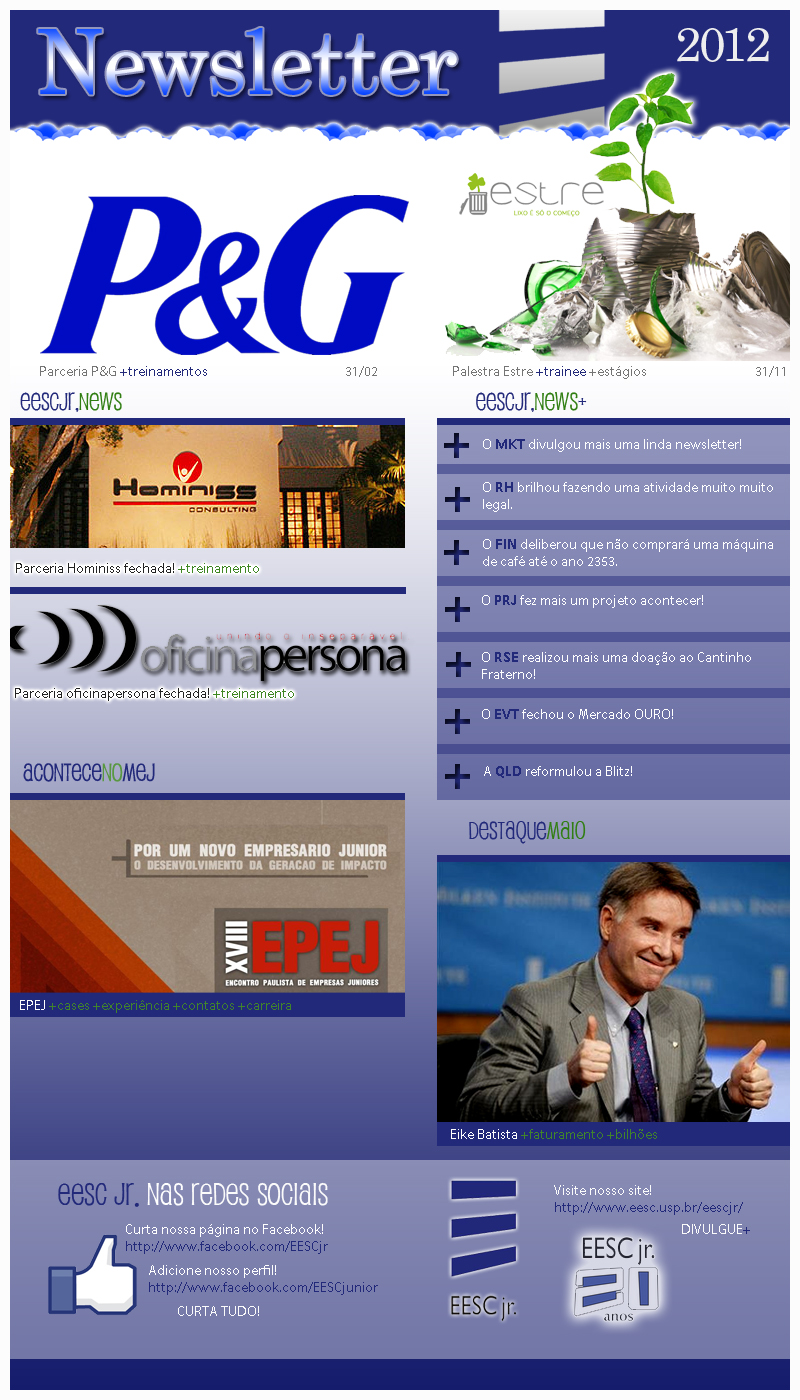 Newsletter
2012
P&G
estre
LIXO É SÓ O COMEÇO
Parceria P&G +treinamentos 31/02
Palestra Estre +trainee +estágios 31/11
eescjr.NEWS
Hominiss
CONSULTING
Parceria Hominiss fechada! +treinamento
unindo o inseparável
oficinapersona
Parceria oficinapersona fechada! +treinamento
aconteceNOMEJ
POR UM NOVO EMPRESARIO JUNIOR
O DESENVOLVIMENTO DA GERACAO DE IMPACTO
XVIII EPEJ
ENCONTRO PAULISTA DE EMPRESAS JUNIORES
EPEJ +cases +experiência +contatos +carreira
eescjr.NEWS+
O MKT divulgou mais uma linda newsletter!
O RH brilhou fazendo uma atividade muito muito
legal.
O FIN deliberou que não comprará uma máquina
de café até o ano 2353.
O PRJ fez mais um projeto acontecer!
O RSE realizou mais uma doação ao Cantinho
Fraterno!
O EVT fechou o Mercado OURO!
A QLD reformulou a Blitz!
DestaqueMAIO
Eike Batista +faturamento +bilhões
eesc jr. Nas redes sociais
Curta nossa página no Facebook!
http://www.facebook.com/EESCjr
Adicione nosso perfil!
http://www.facebook.com/EESCjunior
CURTA TUDO!
EESC jr.
Visite nosso site!
http://www.eesc.usp.br/eescjr/
DIVULGUE+
EESC jr.
20
anos